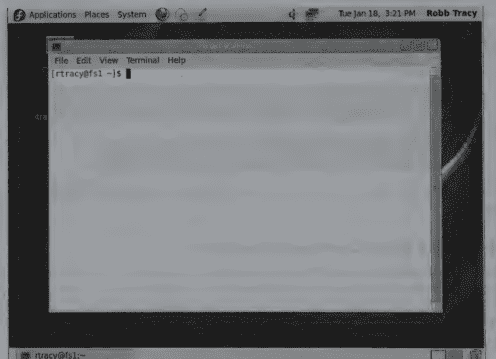 Applications Places System Tue Jan 18, 3:21 PM Robb Tracy
File Edit View Terminal Help
[rtracy@fs1 ~]$
rtracy@fs1:~